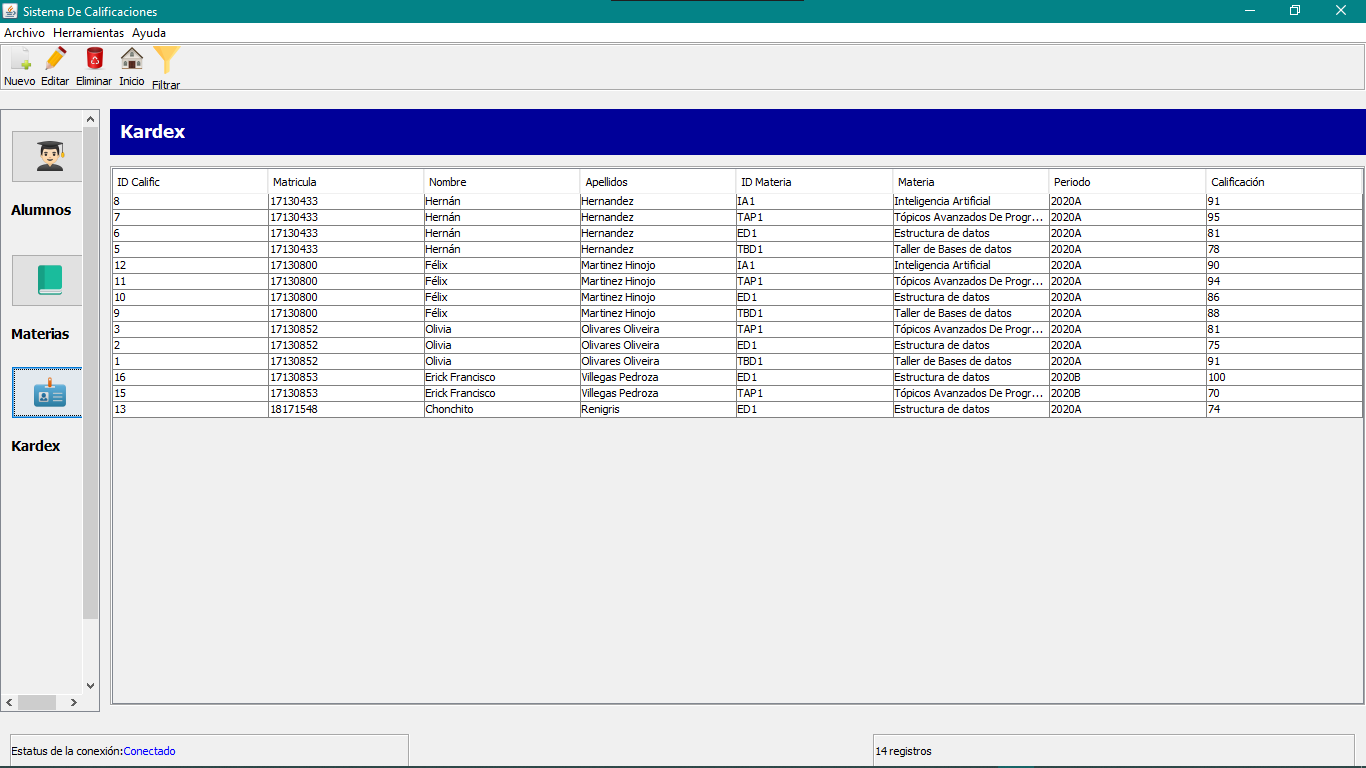 Sistema De Calificaciones
Archivo Herramientas Ayuda
Nuevo Editar Eliminar Inicio Filtrar
Alumnos
Materias
Kardex
Kardex
ID Calific Matricula Nombre Apellidos ID Materia Materia Periodo Calificación
8 17130433 Hernán Hernandez IA1 Inteligencia Artificial 2020A 91
7 17130433 Hernán Hernandez TAP1 Tópicos Avanzados De Progr... 2020A 95
6 17130433 Hernán Hernandez ED1 Estructura de datos 2020A 81
5 17130433 Hernán Hernandez TBD1 Taller de Bases de datos 2020A 78
12 17130800 Félix Martinez Hinojo IA1 Inteligencia Artificial 2020A 90
11 17130800 Félix Martinez Hinojo TAP1 Tópicos Avanzados De Progr... 2020A 94
10 17130800 Félix Martinez Hinojo ED1 Estructura de datos 2020A 86
9 17130800 Félix Martinez Hinojo TBD1 Taller de Bases de datos 2020A 88
3 17130852 Olivia Olivares Oliveira TAP1 Tópicos Avanzados De Progr... 2020A 81
2 17130852 Olivia Olivares Oliveira ED1 Estructura de datos 2020A 75
1 17130852 Olivia Olivares Oliveira TBD1 Taller de Bases de datos 2020A 91
16 17130853 Erick Francisco Villegas Pedroza ED1 Estructura de datos 2020B 100
15 17130853 Erick Francisco Villegas Pedroza TAP1 Tópicos Avanzados De Progr... 2020B 70
13 18171548 Chonchito Renigris ED1 Estructura de datos 2020A 74
Estatus de la conexión:Conectado
14 registros